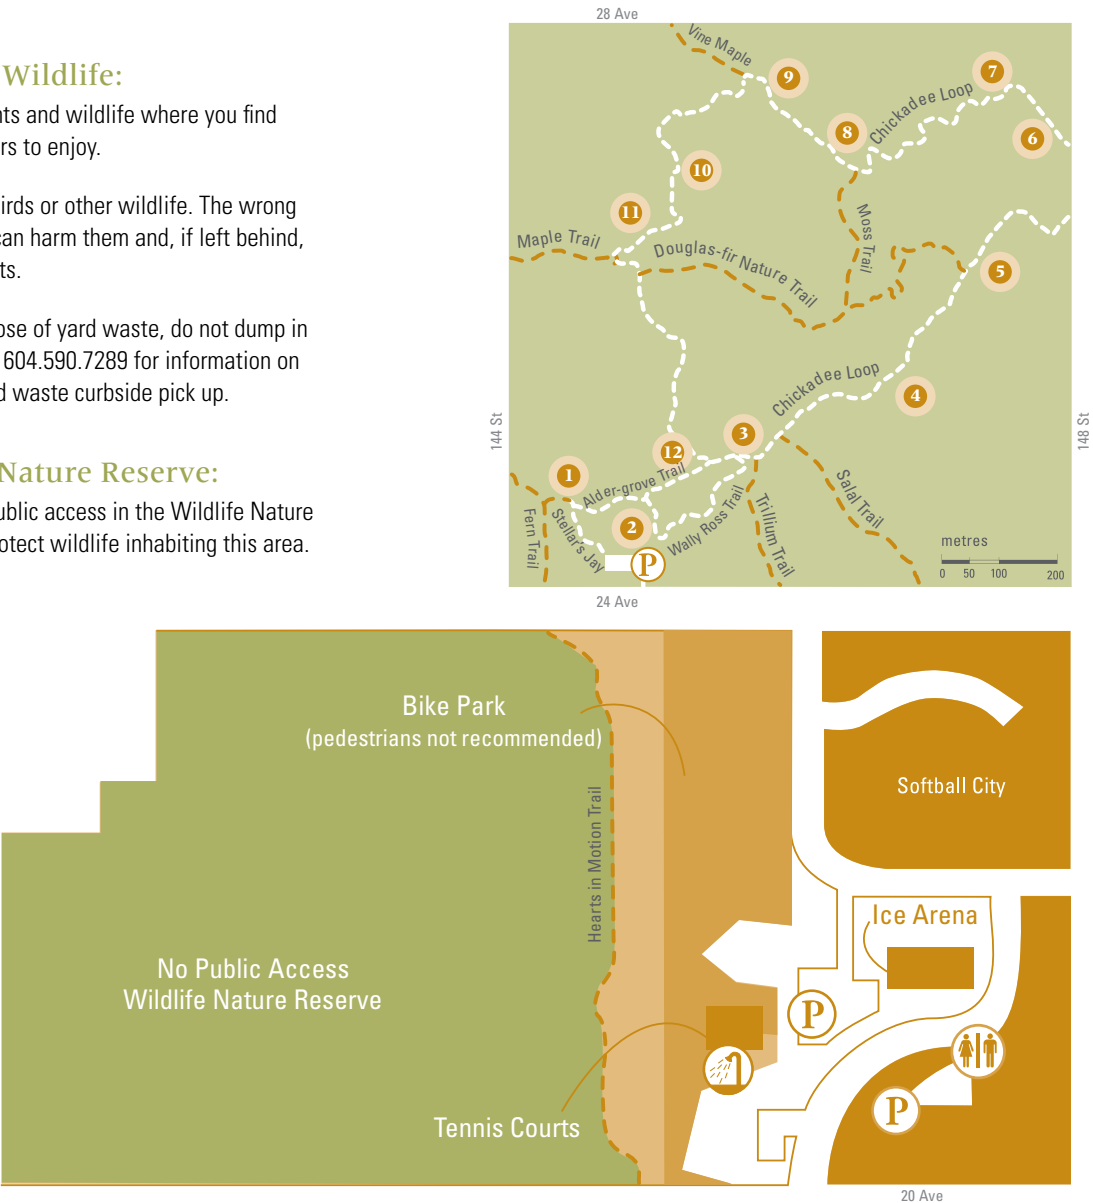 Wildlife:
nts and wildlife where you find
rs to enjoy.
irds or other wildlife. The wrong
can harm them and, if left behind,
ts.
ose of yard waste, do not dump in
604.590.7289 for information on
d waste curbside pick up.
Nature Reserve:
ublic access in the Wildlife Nature
otect wildlife inhabiting this area.
28 Ave
Vine Maple
9
7
Chickadee Loop
8
6
10
11
Maple Trail
Douglas-fir Nature Trail
Moss Trail
5
Chickadee Loop
4
144 St
148 St
3
12
1
Alder-grove Trail
Salal Trail
2
Fern Trail
Stellar's Jay
Wally Ross Trail
Trillium Trail
P
metres
0 50 100 200
24 Ave
Bike Park
(pedestrians not recommended)
Hearts in Motion Trail
Softball City
Ice Arena
No Public Access
Wildlife Nature Reserve
P
P
Tennis Courts
20 Ave